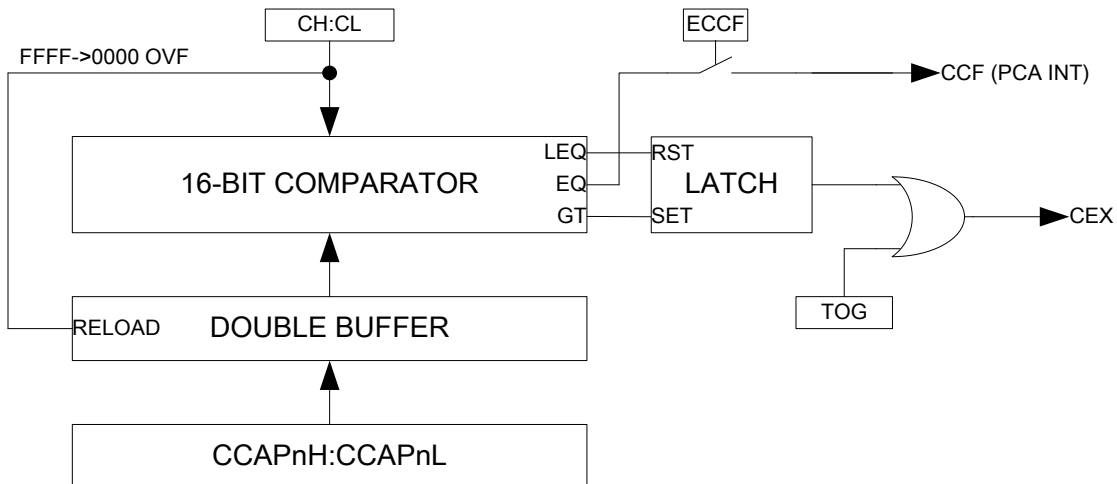 CH:CL
ECCF
FFFF->0000 OVF
CCF (PCA INT)
LEQ
RST
16-BIT COMPARATOR
EQ
LATCH
GT
SET
CEX
RELOAD
DOUBLE BUFFER
TOG
CCAPnH:CCAPnL